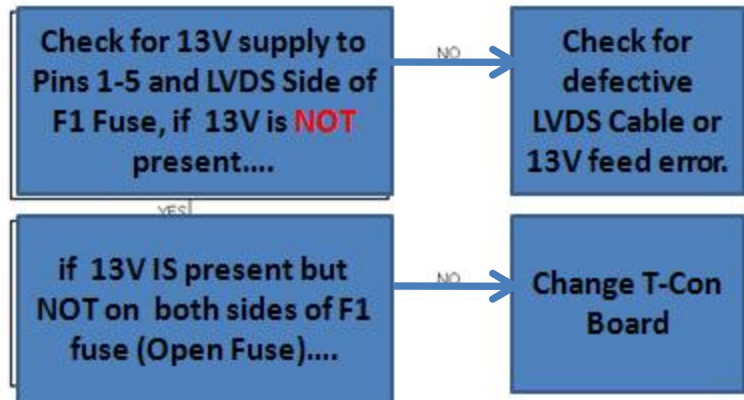 Check for 13V supply to
Pins 1-5 and LVDS Side of
F1 Fuse, if 13V is NOT
present....
NO
Check for
defective
LVDS Cable or
13V feed error.
YES
if 13V IS present but
NOT on both sides of F1
fuse (Open Fuse)....
NO
Change T-Con
Board